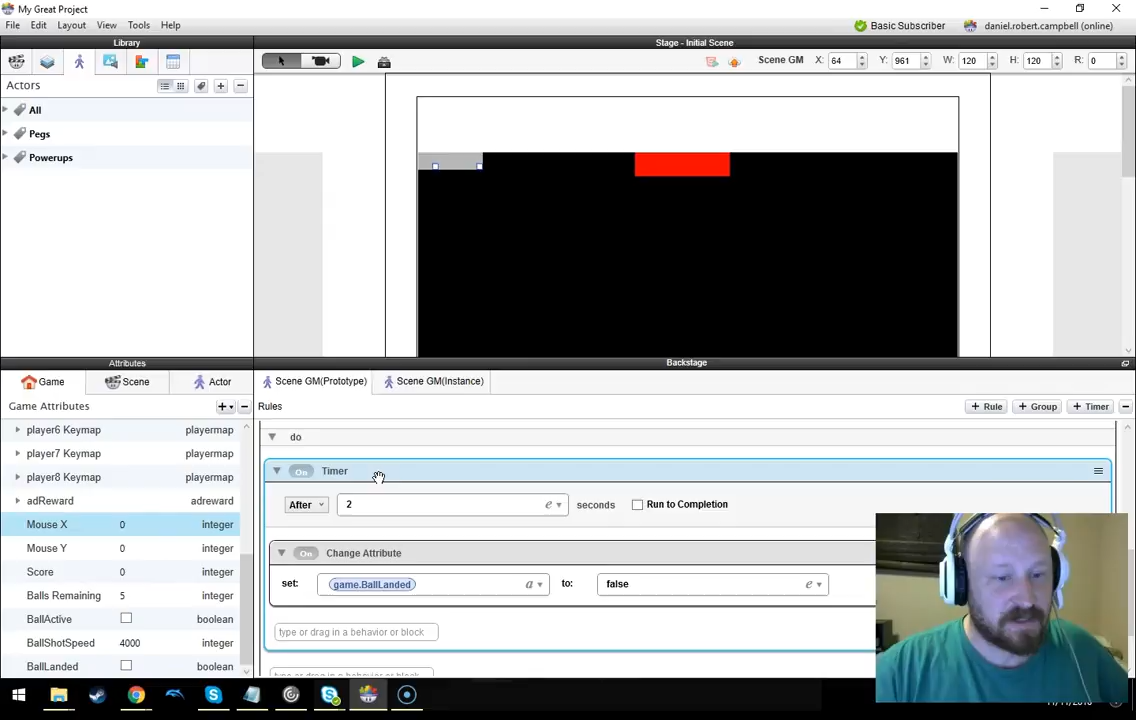 My Great Project
File Edit Layout View Tools Help
Basic Subscriber
daniel.robert.campbell (online)
Library
Stage - Initial Scene
Scene GM X: 64 Y: 961 W: 120 H: 120 R: 0
Actors
All
Pegs
Powerups
Attributes
Backstage
Game Scene Actor
Scene GM(Prototype) Scene GM(Instance)
Game Attributes
Rules
+ Rule + Group + Timer
player6 Keymap playermap
player7 Keymap playermap
player8 Keymap playermap
adReward adreward
Mouse X 0 integer
Mouse Y 0 integer
Score 0 integer
Balls Remaining 5 integer
BallActive boolean
BallShotSpeed 4000 integer
BallLanded boolean
do
On Timer
After 2 e seconds Run to Completion
On Change Attribute
set: game.BallLanded a to: false e
type or drag in a behavior or block